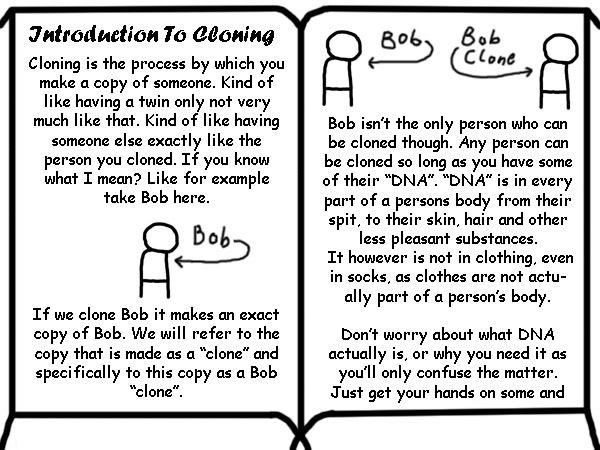 Introduction To Cloning
Cloning is the process by which you
make a copy of someone. Kind of
like having a twin only not very
much like that. Kind of like having
someone else exactly like the
person you cloned. If you know
what I mean? Like for example
take Bob here.
Bob
If we clone Bob it makes an exact
copy of Bob. We will refer to the
copy that is made as a “clone” and
specifically to this copy as a Bob
“clone”.
Bob
Bob
Clone
Bob isn’t the only person who can
be cloned though. Any person can
be cloned so long as you have some
of their “DNA”. “DNA” is in every
part of a persons body from their
spit, to their skin, hair and other
less pleasant substances.
It however is not in clothing, even
in socks, as clothes are not actu-
ally part of a person’s body.
Don’t worry about what DNA
actually is, or why you need it as
you’ll only confuse the matter.
Just get your hands on some and